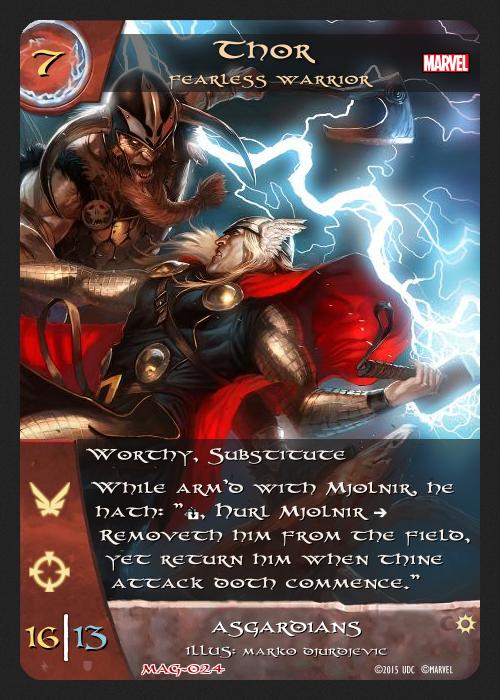 7
Thor
Fearless Warrior
MARVEL
Worthy, Substitute
While arm'd with Mjolnir, he
hath: " , Hurl Mjolnir →
Removeth him from the field,
yet return him when thine
attack doth commence."
16|13
Asgardians
Illus: Marko Djurdjevic
MAG-024
©2015 UDC ©MARVEL